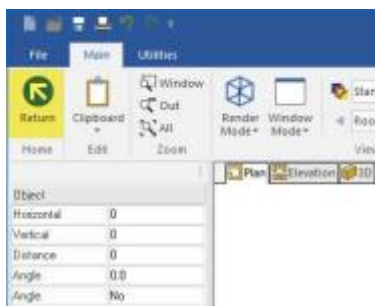 File Main Utilities
Return Clipboard Window Out All Render Mode Window Mode
Home Edit Zoom
Plan Elevation 3D
Object
Horizontal 0
Vertical 0
Distance 0
Angle 0.0
Angle No